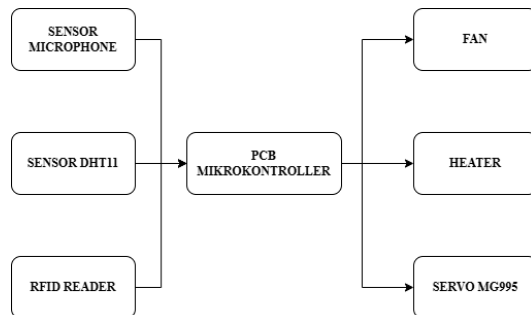 SENSOR
MICROPHONE
FAN
SENSOR DHT11
PCB
MIKROKONTROLLER
HEATER
RFID READER
SERVO MG995